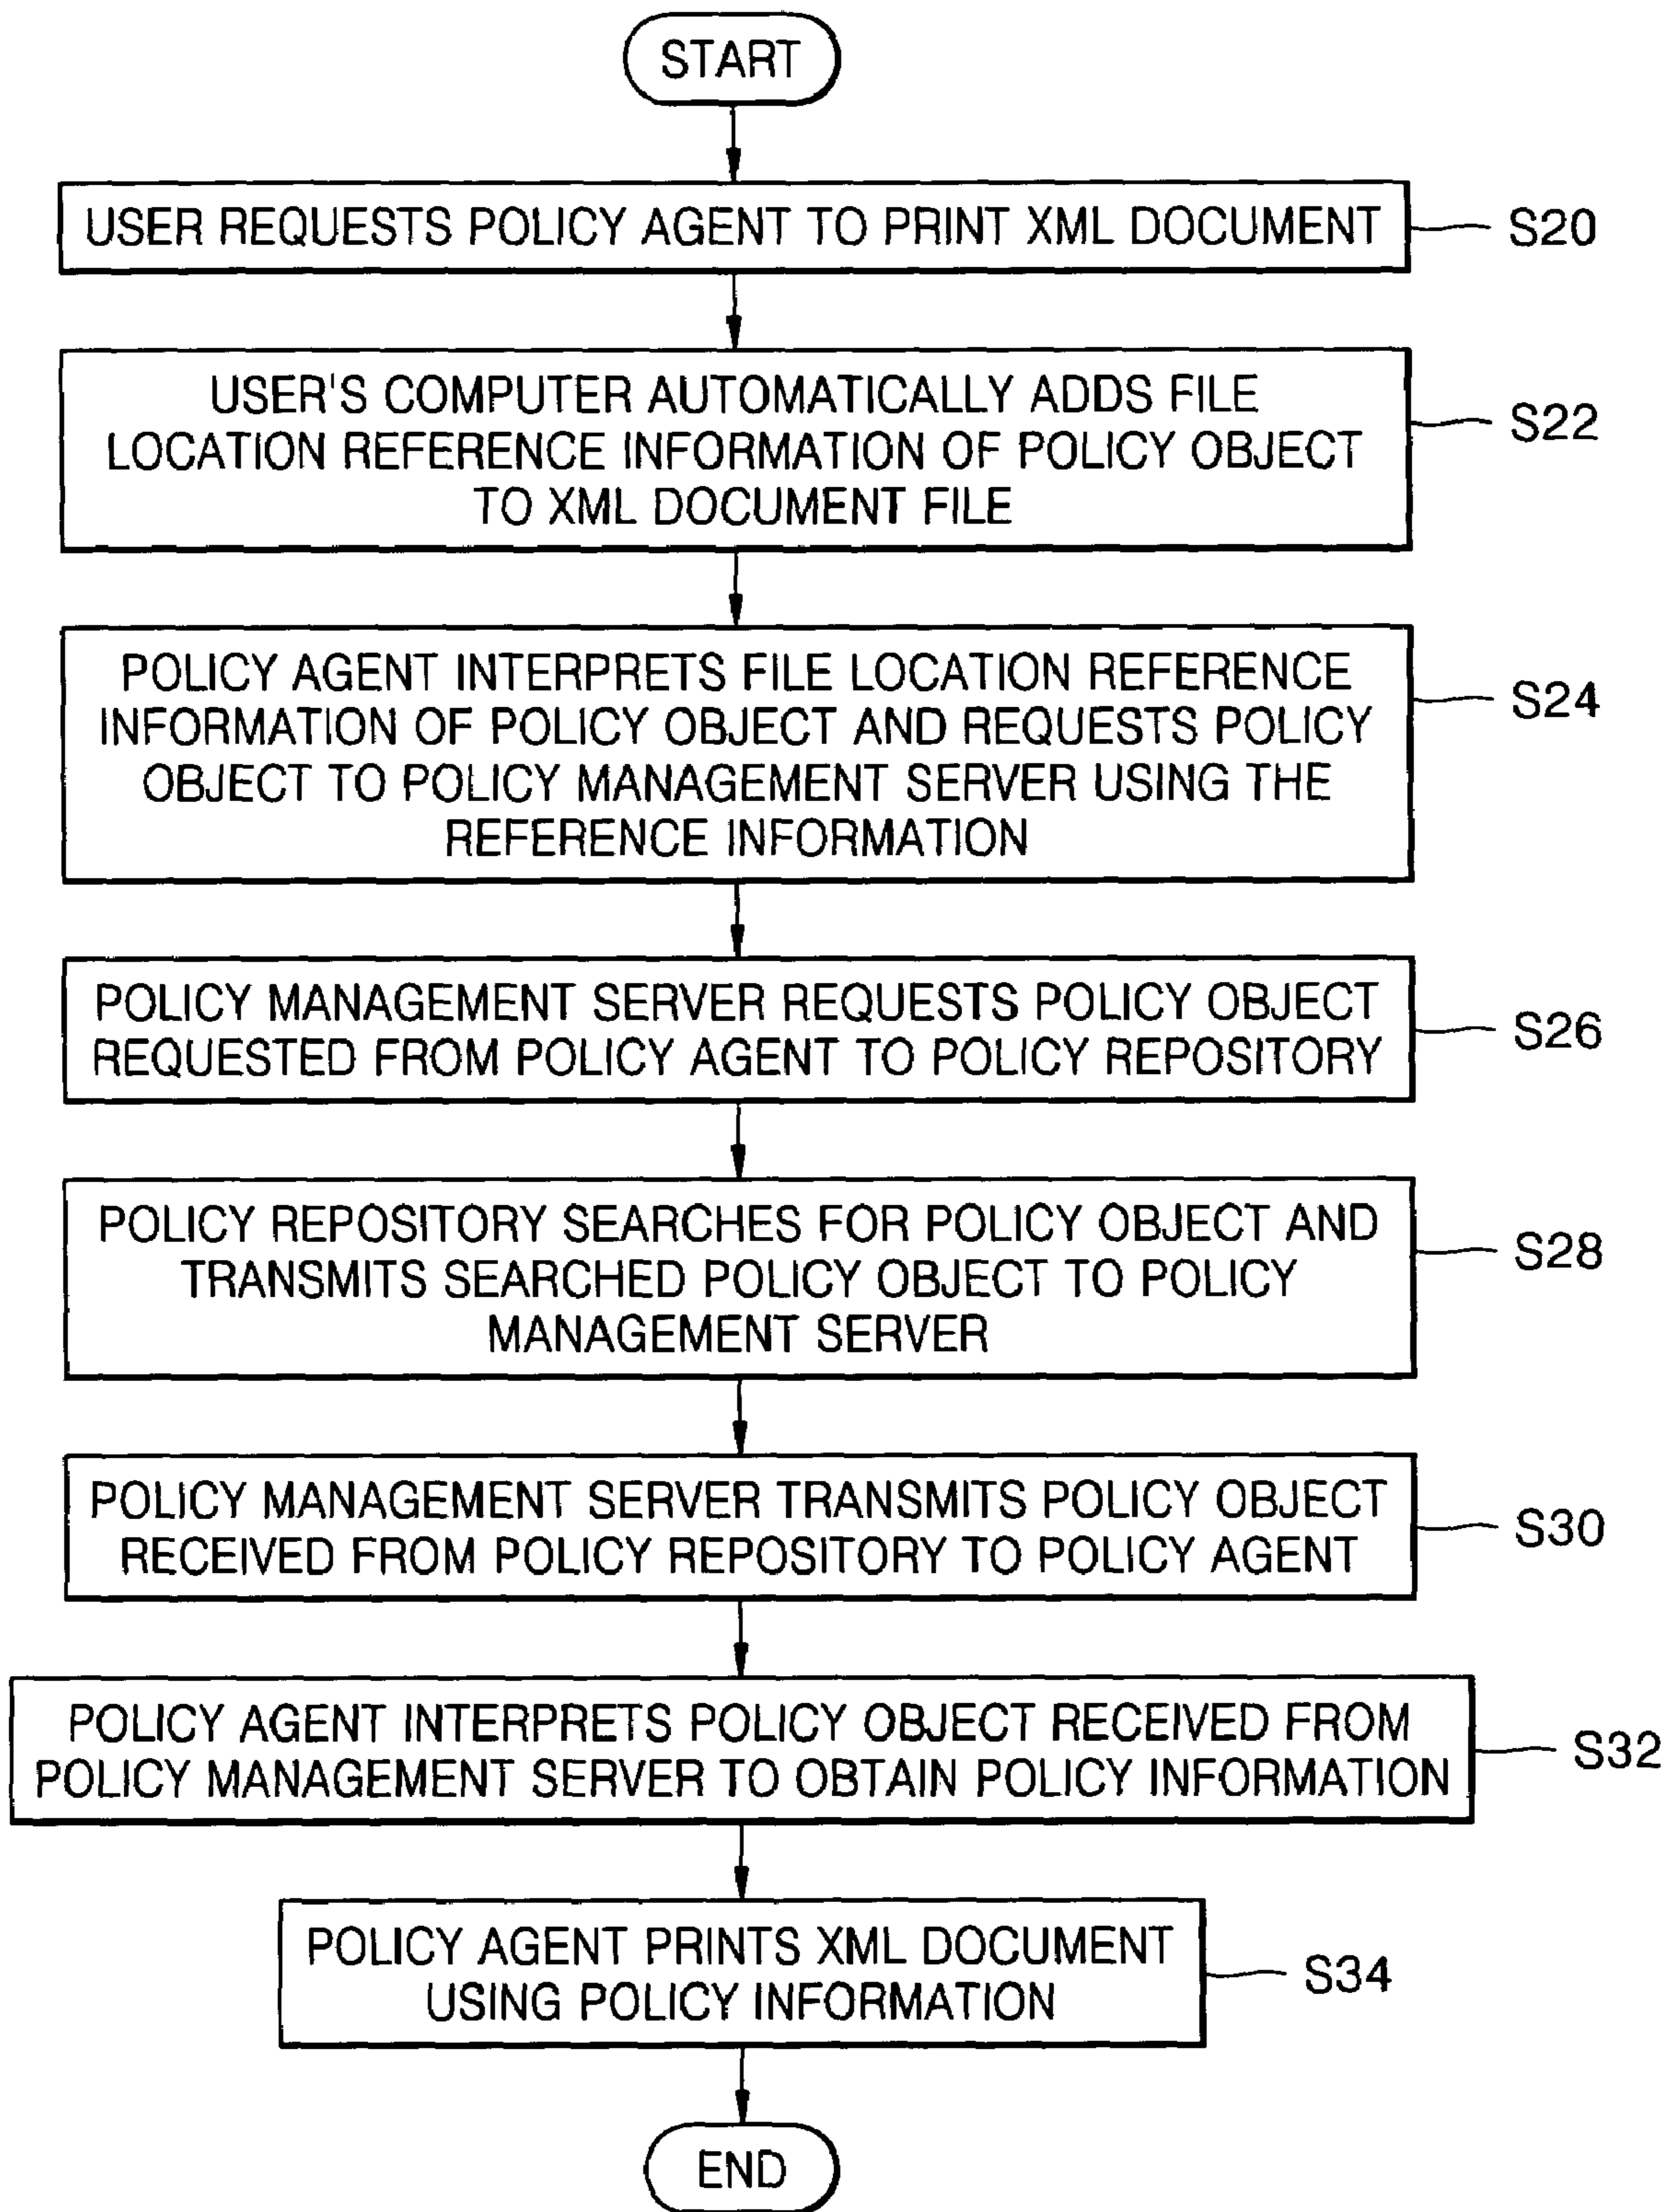 START
USER REQUESTS POLICY AGENT TO PRINT XML DOCUMENT
S20
USER'S COMPUTER AUTOMATICALLY ADDS FILE
LOCATION REFERENCE INFORMATION OF POLICY OBJECT
TO XML DOCUMENT FILE
S22
POLICY AGENT INTERPRETS FILE LOCATION REFERENCE
INFORMATION OF POLICY OBJECT AND REQUESTS POLICY
OBJECT TO POLICY MANAGEMENT SERVER USING THE
REFERENCE INFORMATION
S24
POLICY MANAGEMENT SERVER REQUESTS POLICY OBJECT
REQUESTED FROM POLICY AGENT TO POLICY REPOSITORY
S26
POLICY REPOSITORY SEARCHES FOR POLICY OBJECT AND
TRANSMITS SEARCHED POLICY OBJECT TO POLICY
MANAGEMENT SERVER
S28
POLICY MANAGEMENT SERVER TRANSMITS POLICY OBJECT
RECEIVED FROM POLICY REPOSITORY TO POLICY AGENT
S30
POLICY AGENT INTERPRETS POLICY OBJECT RECEIVED FROM
POLICY MANAGEMENT SERVER TO OBTAIN POLICY INFORMATION
S32
POLICY AGENT PRINTS XML DOCUMENT
USING POLICY INFORMATION
S34
END